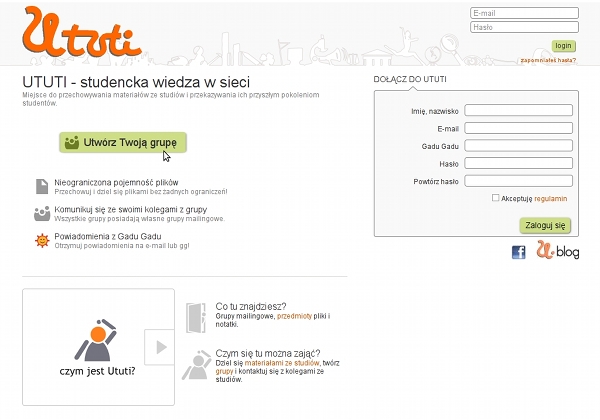 Ututi
E-mail
Hasło
login
zapomniałeś hasła?
UTUTI - studencka wiedza w sieci
Miejsce do przechowywania materiałów ze studiów i przekazywania ich przyszłym pokoleniom
studentów.
Utwórz Twoją grupę
Nieograniczona pojemność plików
Przechowuj i dziel się plikami bez żadnych ograniczeń!
Komunikuj się ze swoimi kolegami z grupy
Wszystkie grupy posiadają własne grupy mailingowe.
Powiadomienia z Gadu Gadu
Otrzymuj powiadomienia na e-mail lub gg!
DOŁĄCZ DO UTUTI
Imię, nazwisko
E-mail
Gadu Gadu
Hasło
Powtórz hasło
Akceptuję regulamin
Zaloguj się
f
U-blog
czym jest Ututi?
Co tu znajdziesz?
Grupy mailingowe, przedmioty pliki i
notatki.
Czym się tu można zająć?
Dziel się materiałami ze studiów, twórz
grupy i kontaktuj się z kolegami ze
studiów.